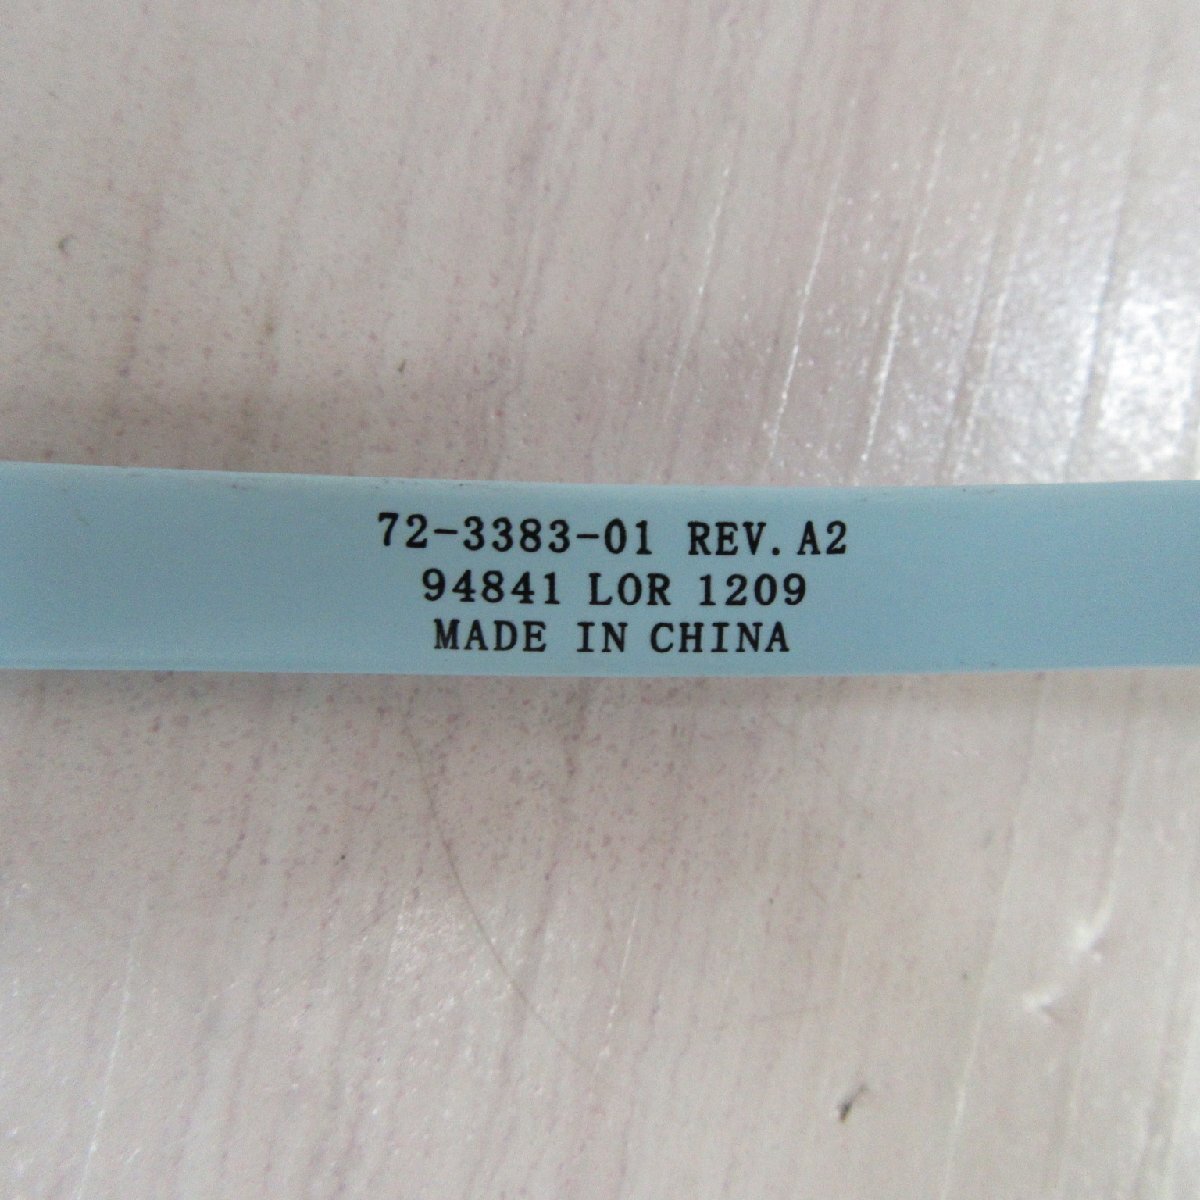 72-3383-01 REV. A2
94841 LOR 1209
MADE IN CHINA